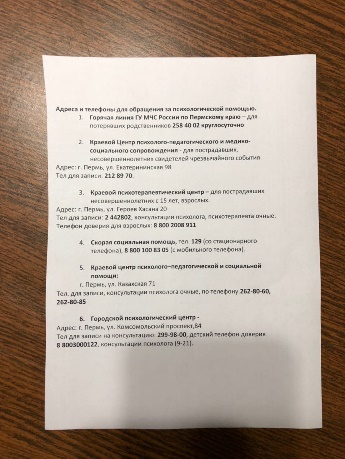 Адреса и телефоны для обращения за психологической помощью.
1. Горячая линия ГУ МЧС России по Пермскому краю – для
потерявших родственников 258 40 02 круглосуточно
2. Краевой Центр психолого-педагогического и медико-
социального сопровождения - для пострадавших,
несовершеннолетних свидетелей чрезвычайного события
Адрес: г. Пермь, ул. Екатерининская 98
Тел для записи: 212 89 70.
3. Краевой психотерапевтический центр – для пострадавших
несовершеннолетних с 15 лет, взрослых.
Адрес: г. Пермь, ул. Героев Хасана 20
Тел для записи: 2 442802, консультации психолога, психотерапевта очные.
Телефон доверия для взрослых: 8 800 2008 911
4. Скорая социальная помощь, тел. 129 (со стационарного
телефона), 8 800 100 83 05 (с мобильного телефона).
5. Краевой центр психолого–педагогической и социальной
помощи:
г. Пермь, ул. Казахская 71
Тел. для записи, консультации психолога очные, по телефону 262-80-60,
262-80-85
6. Городской психологический центр -
Адрес: г. Пермь, ул. Комсомольский проспект,84
Тел для записи на консультацию: 299-98-00, детский телефон доверия
8 8003000122, консультации психолога (9-21).